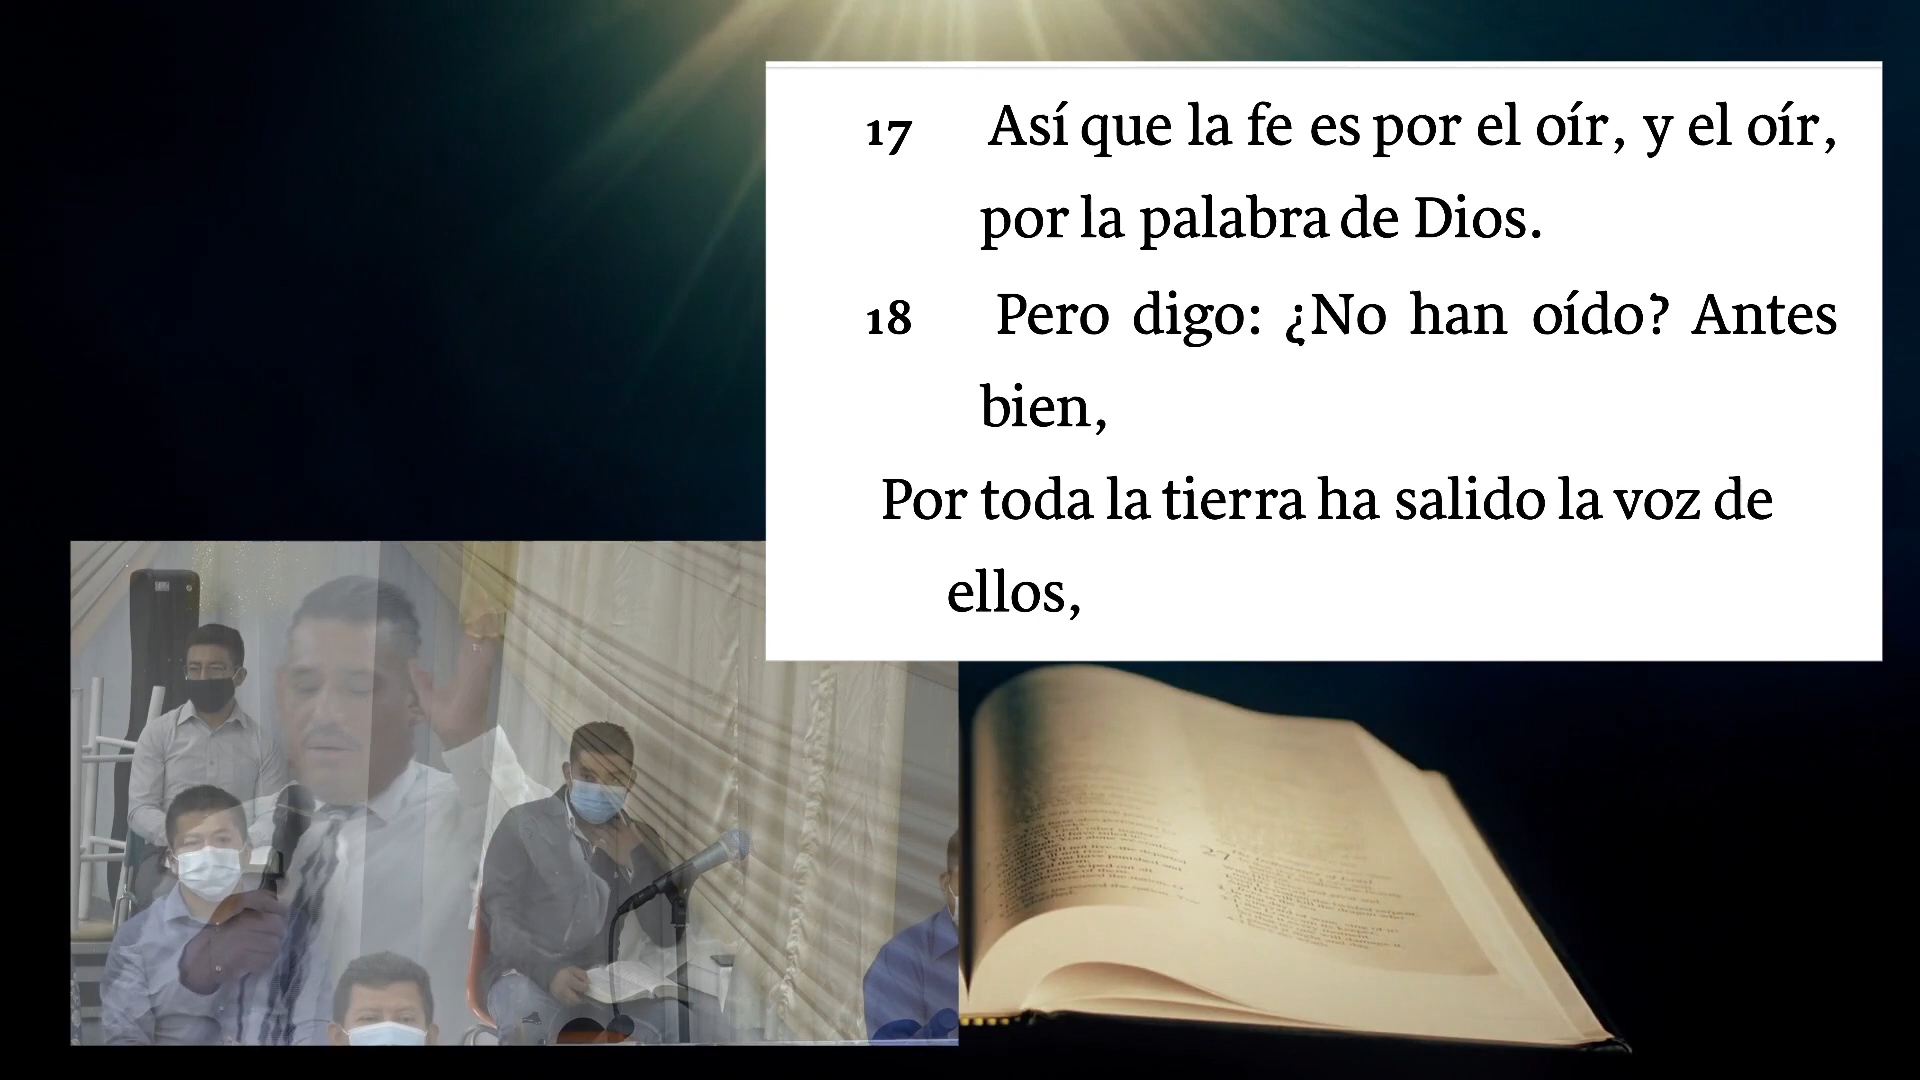 17 Así que la fe es por el oír, y el oír,
por la palabra de Dios.
18 Pero digo: ¿No han oído? Antes
bien,
Por toda la tierra ha salido la voz de
ellos,